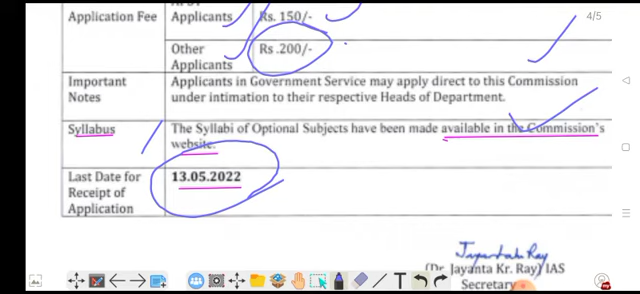 Application Fee
Applicants
Rs. 150/-
Other
Applicants
Rs .200/-
Important
Notes
Applicants in Government Service may apply direct to this Commission
under intimation to their respective Heads of Department.
Syllabus
The Syllabi of Optional Subjects have been made available in the Commission's
website.
Last Date for
Receipt of
Application
13.05.2022
Jayantah Ray
(Dr. Jayanta Kr. Ray) IAS
Secretary
4/5
T